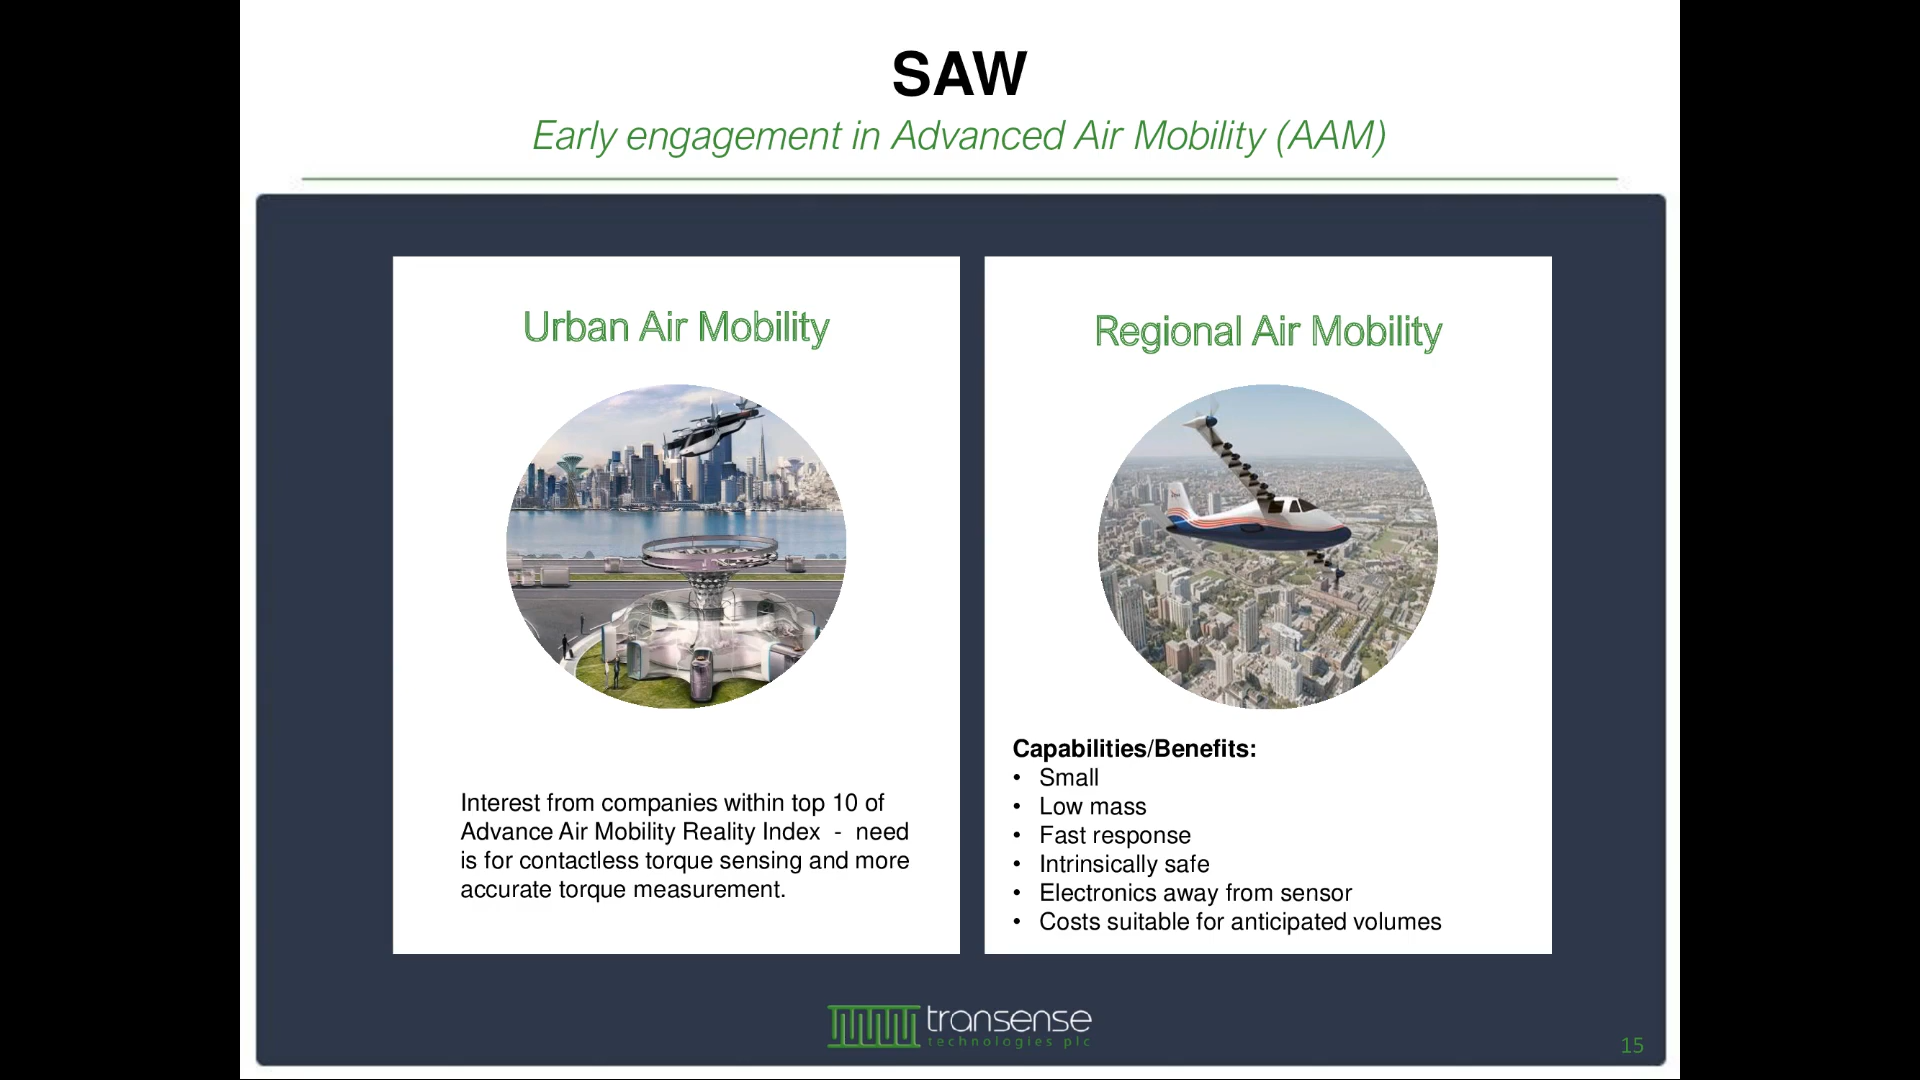 SAW
Early engagement in Advanced Air Mobility (AAM)
Urban Air Mobility
Interest from companies within top 10 of
Advance Air Mobility Reality Index  -  need
is for contactless torque sensing and more
accurate torque measurement.
Regional Air Mobility
Capabilities/Benefits:
• Small
• Low mass
• Fast response
• Intrinsically safe
• Electronics away from sensor
• Costs suitable for anticipated volumes
transense
technologies plc
15